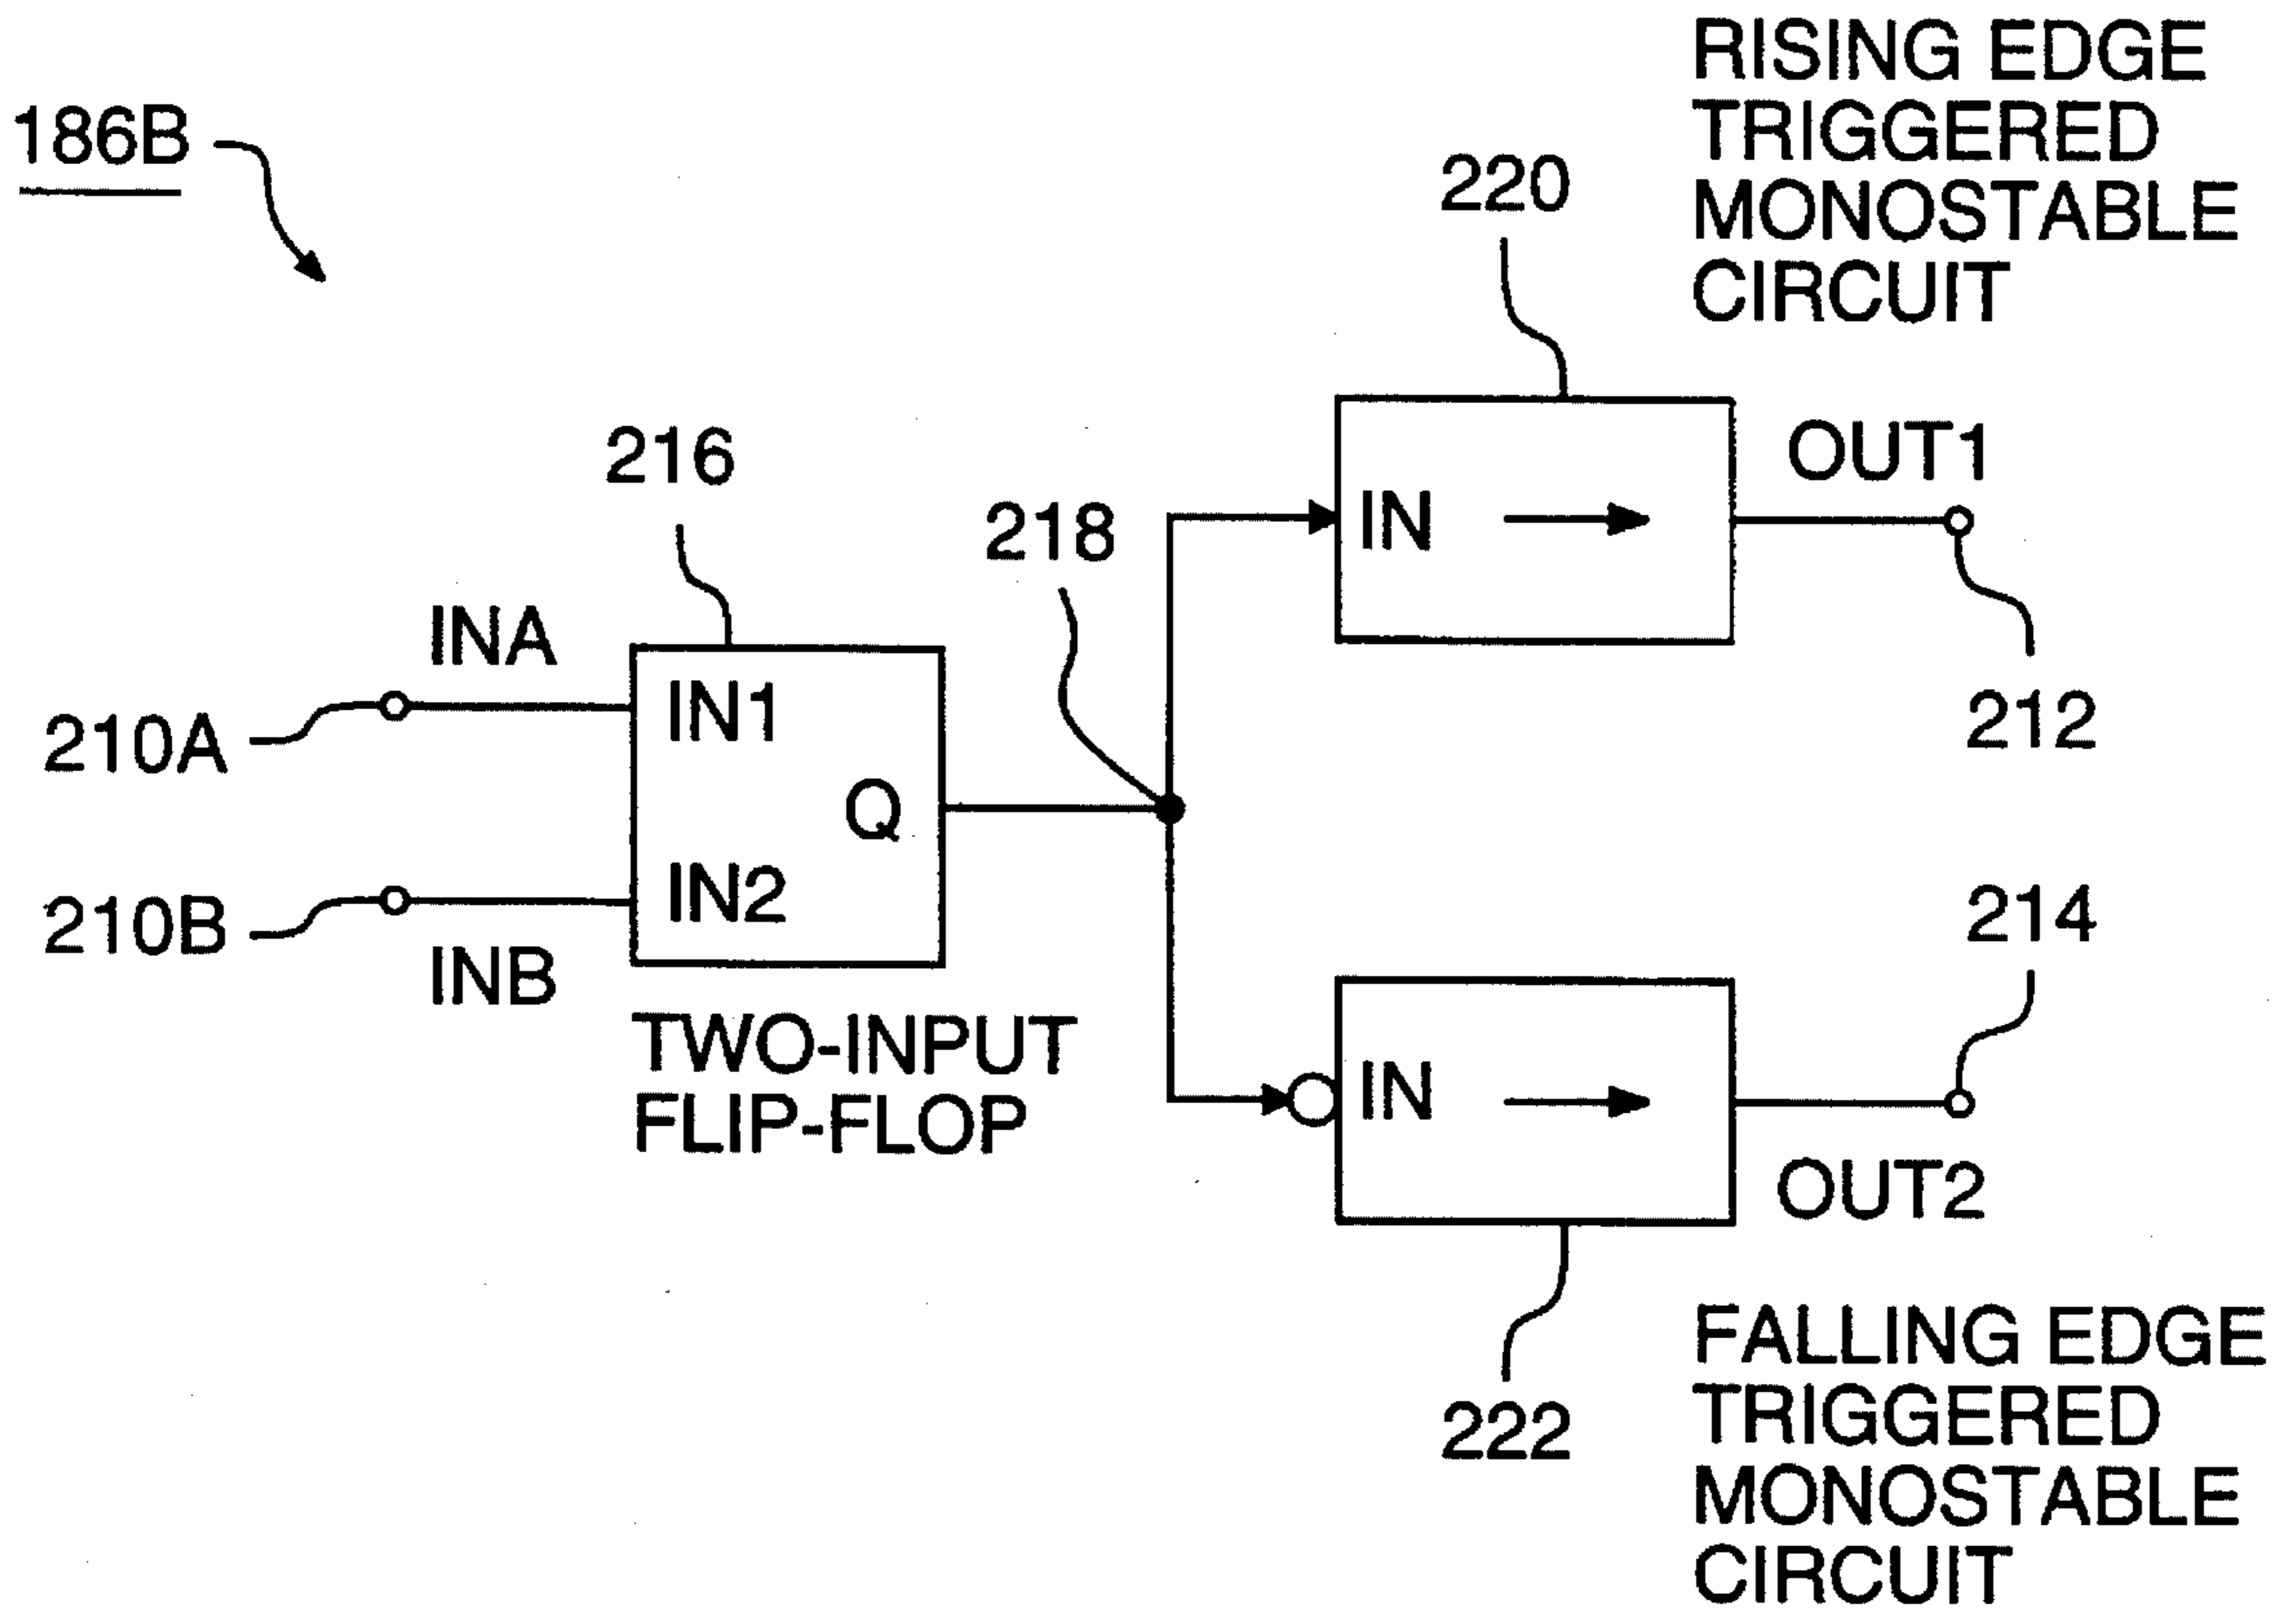 186B
RISING EDGE
TRIGGERED
MONOSTABLE
CIRCUIT
220
216
218
OUT1
IN
INA
IN1
210A
212
Q
IN2
210B
INB
214
TWO-INPUT
FLIP-FLOP
IN
OUT2
222
FALLING EDGE
TRIGGERED
MONOSTABLE
CIRCUIT